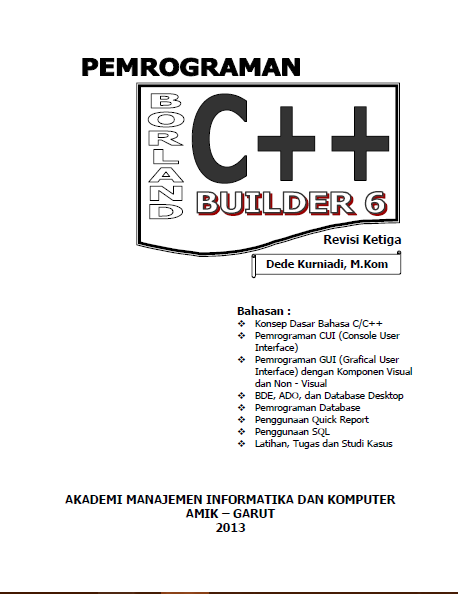 PEMROGRAMAN
BORLAND
C++
BUILDER 6
Revisi Ketiga
Dede Kurniadi, M.Kom
Bahasan :
❖ Konsep Dasar Bahasa C/C++
❖ Pemrograman CUI (Console User
Interface)
❖ Pemrograman GUI (Grafical User
Interface) dengan Komponen Visual
dan Non - Visual
❖ BDE, ADO, dan Database Desktop
❖ Pemrograman Database
❖ Penggunaan Quick Report
❖ Penggunaan SQL
❖ Latihan, Tugas dan Studi Kasus
AKADEMI MANAJEMEN INFORMATIKA DAN KOMPUTER
AMIK – GARUT
2013